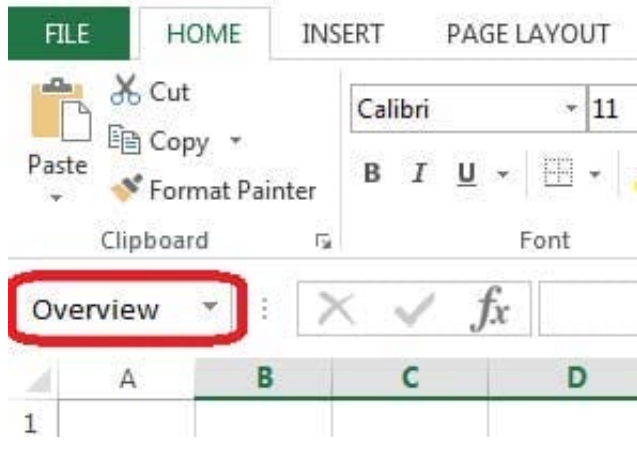 FILE HOME INSERT PAGE LAYOUT
Cut
Calibri 11
Copy
Paste
B I U
Format Painter
Clipboard Font
Overview fx
A B C D
1